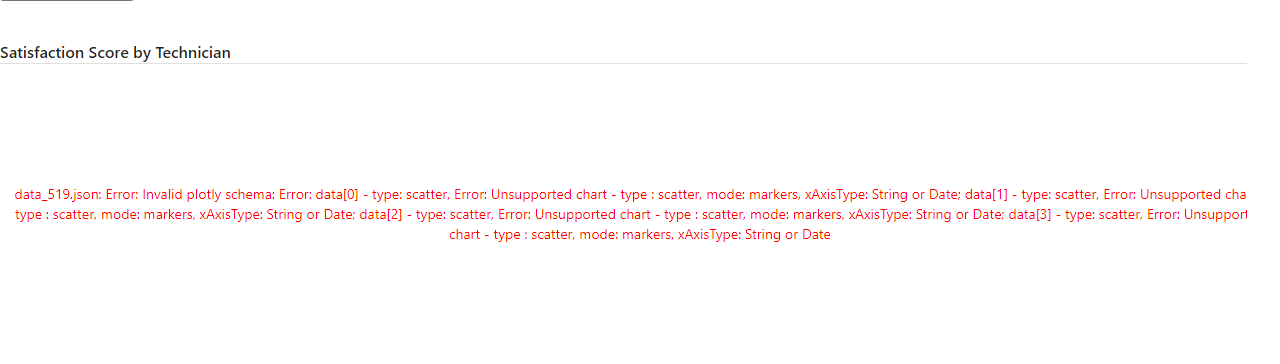 Satisfaction Score by Technician
data_519.json: Error: Invalid plotly schema: Error: data[0] - type: scatter, Error: Unsupported chart - type : scatter, mode: markers, xAxisType: String or Date; data[1] - type: scatter, Error: Unsupported cha
type : scatter, mode: markers, xAxisType: String or Date; data[2] - type: scatter, Error: Unsupported chart - type : scatter, mode: markers, xAxisType: String or Date; data[3] - type: scatter, Error: Unsupport
chart - type : scatter, mode: markers, xAxisType: String or Date